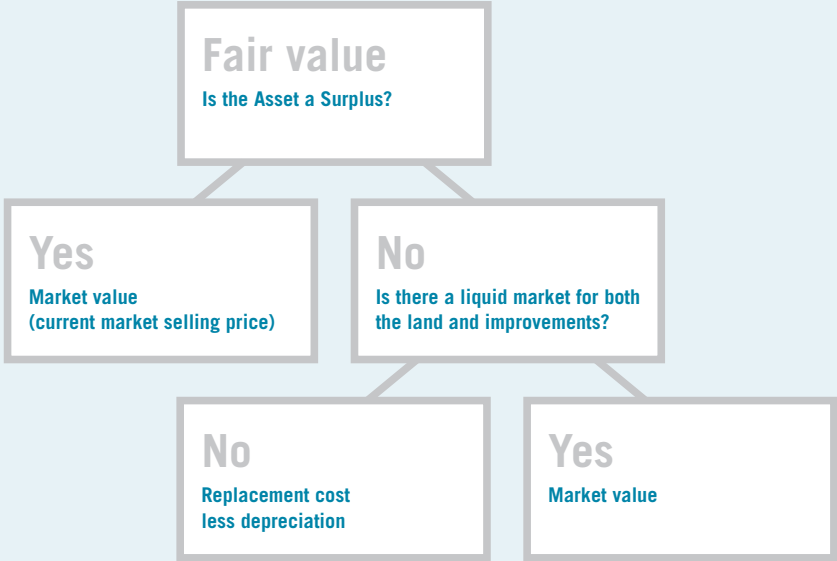 Fair value
Is the Asset a Surplus?
Yes
Market value
(current market selling price)
No
Is there a liquid market for both
the land and improvements?
No
Replacement cost
less depreciation
Yes
Market value